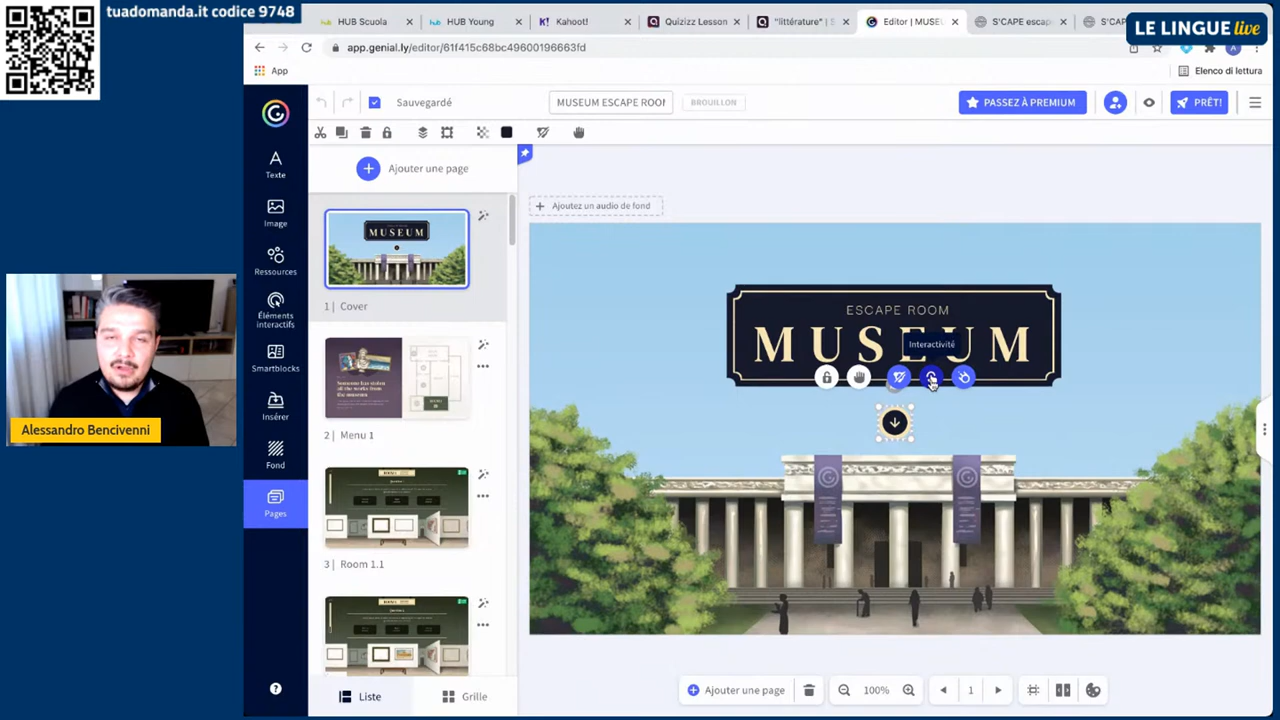 tuadomanda.it codice 9748
HUB Scuola
HUB Young
Kahoot!
Quizizz Lesson
"littérature" | S
Editor | MUSEU
S'CAPE escap
S'CA
LE LINGUE live
app.genial.ly/editor/61f415c68bc49600196663fd
App
Elenco di lettura
Sauvegardé
MUSEUM ESCAPE ROOM
BROUILLON
PASSEZ À PREMIUM
PRÊT!
Texte
Image
Ressources
Éléments
interactifs
Smartblocks
Insérer
Fond
Pages
Ajouter une page
MUSEUM
1 | Cover
Someone has stolen
all the works from
the museum
2 | Menu 1
3 | Room 1.1
Liste
Grille
Ajoutez un audio de fond
ESCAPE ROOM
MUSEUM
Interactivité
Ajouter une page
100%
1
Alessandro Bencivenni